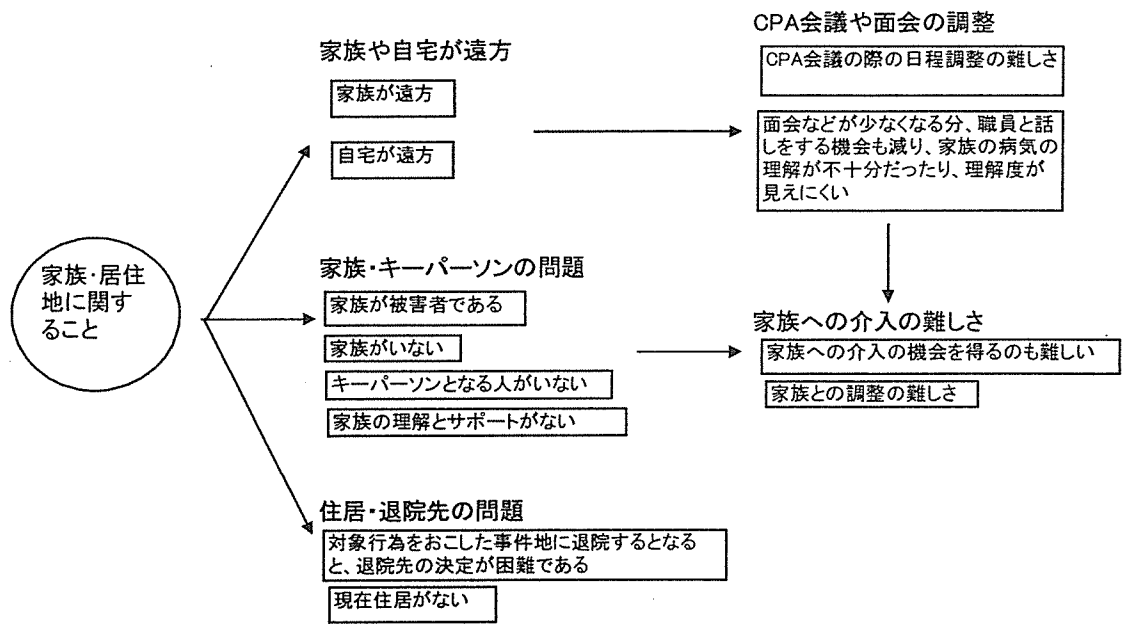 家族・居住
地に関す
ること
家族や自宅が遠方
家族が遠方
自宅が遠方
家族・キーパーソンの問題
家族が被害者である
家族がいない
キーパーソンとなる人がいない
家族の理解とサポートがない
住居・退院先の問題
対象行為をおこした事件地に退院するとなる
と、退院先の決定が困難である
現在住居がない
CPA会議や面会の調整
CPA会議の際の日程調整の難しさ
面会などが少なくなる分、職員と話
しをする機会も減り、家族の病気の
理解が不十分だったり、理解度が
見えにくい
家族への介入の難しさ
家族への介入の機会を得るのも難しい
家族との調整の難しさ